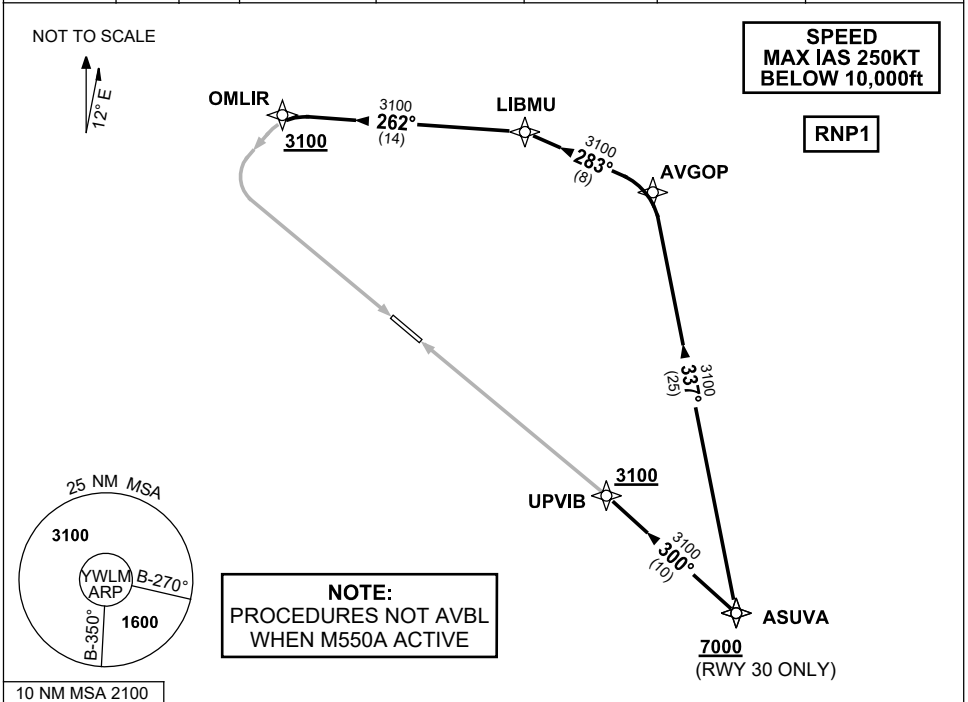 NOT TO SCALE
12° E
SPEED
MAX IAS 250KT
BELOW 10,000ft
RNP1
OMLIR
3100
3100
262°
(14)
LIBMU
3100
283°
(8)
AVGOP
3100
337°
(25)
3100
UPVIB
3100
300°
(10)
ASUVA
7000
(RWY 30 ONLY)
25 NM MSA
3100
YWLM
ARP
B-270°
B-350°
1600
10 NM MSA 2100
NOTE:
PROCEDURES NOT AVBL
WHEN M550A ACTIVE